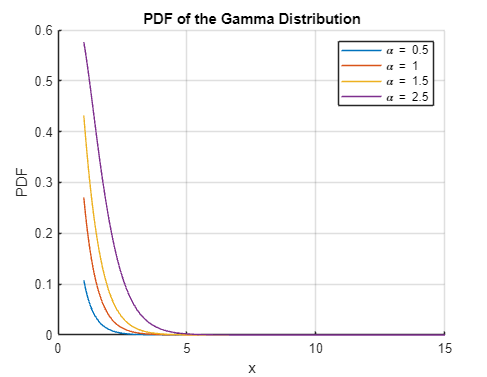 PDF of the Gamma Distribution
0.6
0.5
0.4
0.3
0.2
0.1
0
PDF
α = 0.5
α = 1
α = 1.5
α = 2.5
0 5 10 15
x